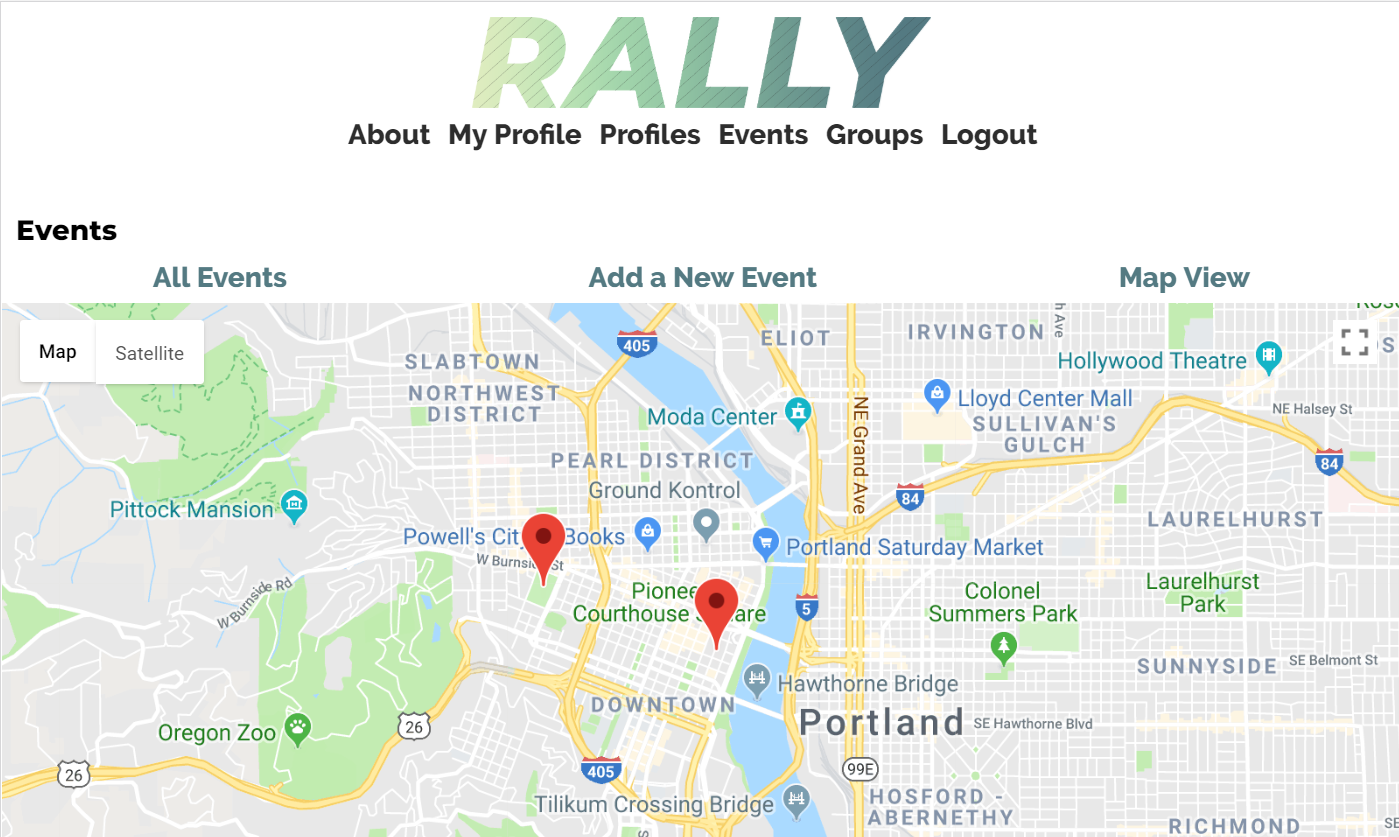 RALLY
About My Profile Profiles Events Groups Logout
Events
All Events Add a New Event Map View
Map Satellite
405
ELIOT
IRVINGTON
Hollywood Theatre
SLABTOWN
NORTHWEST
DISTRICT
Lloyd Center Mall
NE Halsey St
Moda Center
NE Grand Ave
SULLIVAN'S
GULCH
PEARL DISTRICT
84
Ground Kontrol
84
Pittock Mansion
LAURELHURST
Powell's City Books
Portland Saturday Market
W Burnside St
W Burnside Rd
Pioneer
Courthouse Square
5
Colonel
Summers Park
Laurelhurst
Park
SUNNYSIDE
SE Belmont St
Hawthorne Bridge
DOWNTOWN
Portland
SE Hawthorne Blvd
Oregon Zoo
26
26
405
99E
Tilikum Crossing Bridge
HOSFORD -
ABERNETHY
RICHMOND